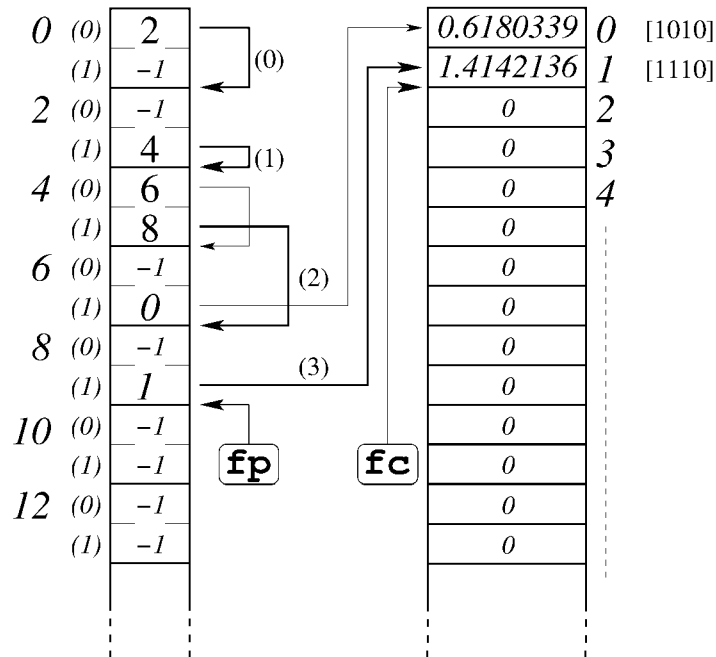 0 (0) 2 0.6180339 0 [1010]
(1) -1 (0) 1.4142136 1 [1110]
2 (0) -1 0 2
(1) 4 (1) 0 3
4 (0) 6 0 4
(1) 8 0
6 (0) -1 (2) 0
(1) 0 0
8 (0) -1 0
(1) 1 (3) 0
10 (0) -1 0
(1) -1 fp fc 0
12 (0) -1 0
(1) -1 0